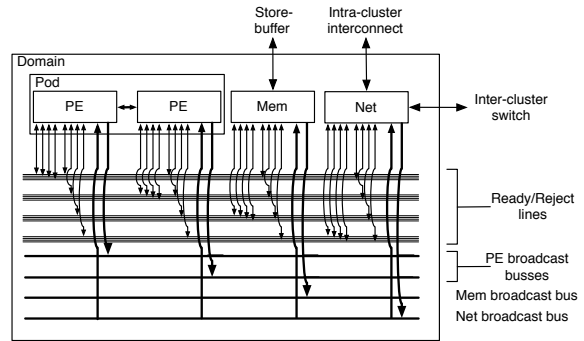 Store-
buffer
Intra-cluster
interconnect
Domain
Pod
PE
PE
Mem
Net
Inter-cluster
switch
Ready/Reject
lines
PE broadcast
busses
Mem broadcast bus
Net broadcast bus